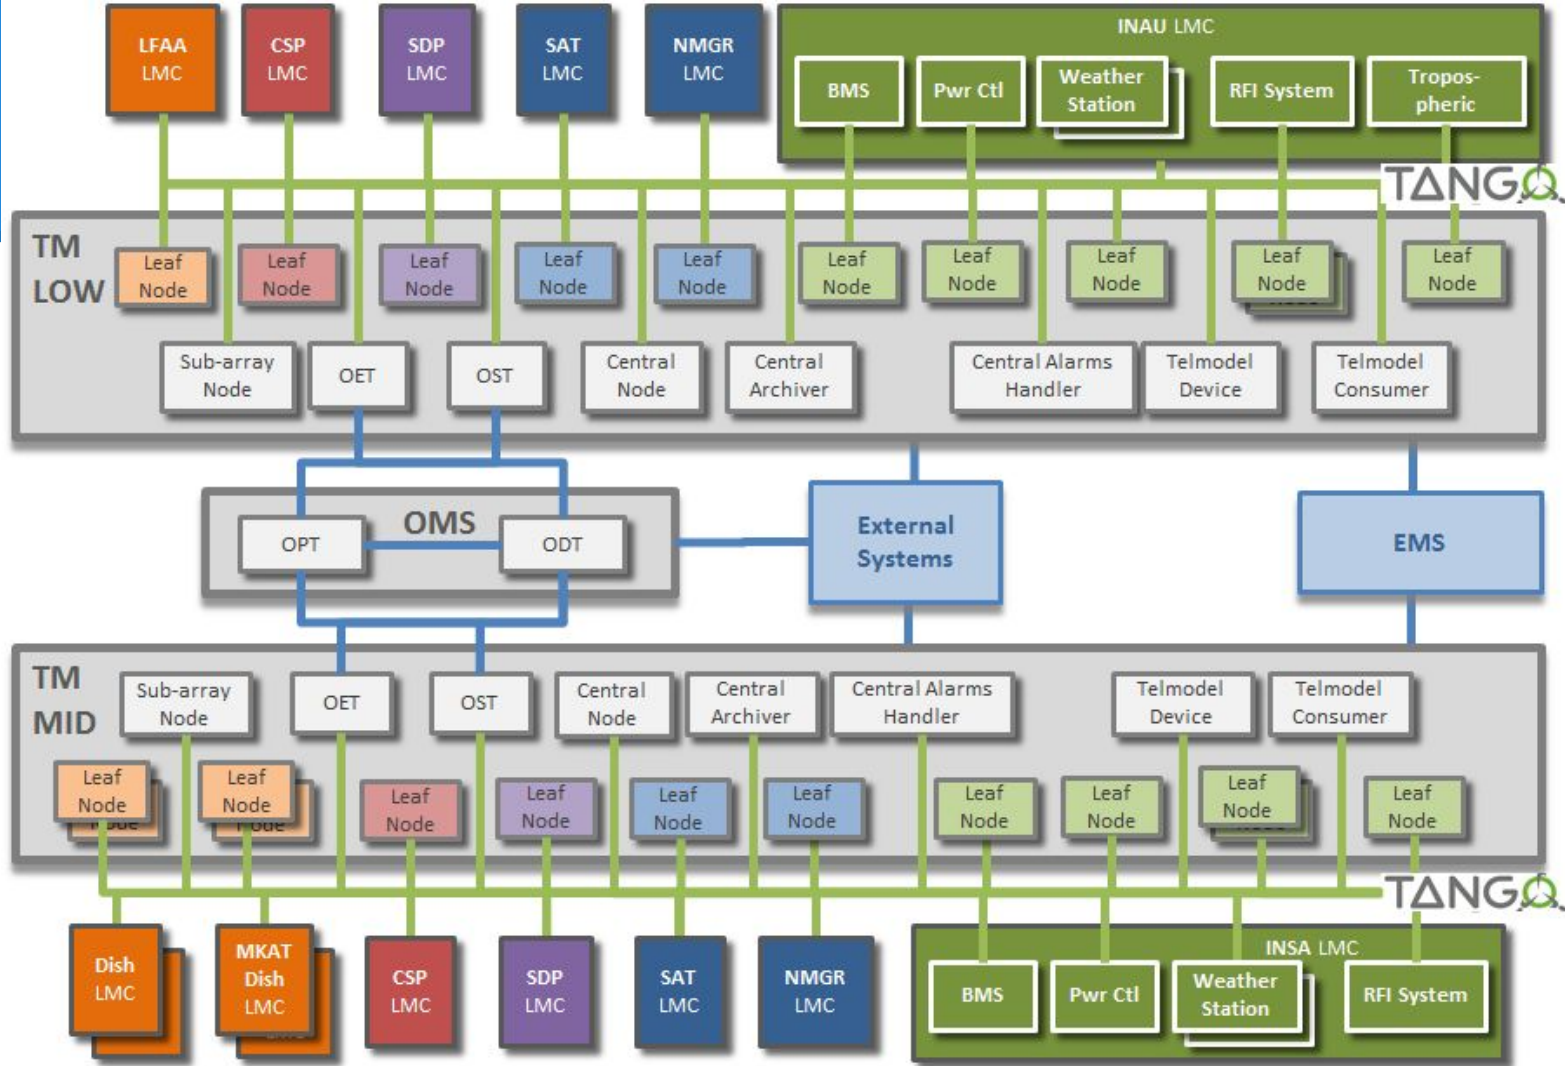 LFAA
LMC
CSP
LMC
SDP
LMC
SAT
LMC
NMGR
LMC
INAU LMC
BMS
Pwr Ctl
Weather
Station
RFI System
Tropos-
pheric
TANGO
TM
LOW
Leaf
Node
Leaf
Node
Leaf
Node
Leaf
Node
Leaf
Node
Leaf
Node
Leaf
Node
Leaf
Node
Leaf
Node
Node
Leaf
Node
Sub-array
Node
OET
OST
Central
Node
Central
Archiver
Central Alarms
Handler
Telmodel
Device
Telmodel
Consumer
OMS
OPT
ODT
External
Systems
EMS
TM
MID
Sub-array
Node
OET
OST
Central
Node
Central
Archiver
Central Alarms
Handler
Telmodel
Device
Telmodel
Consumer
Leaf
Node
Node
Leaf
Node
Node
Leaf
Node
Leaf
Node
Leaf
Node
Leaf
Node
Leaf
Node
Leaf
Node
Leaf
Node
Node
Leaf
Node
TANGO
Dish
LMC
MKAT
Dish
LMC
LMC
CSP
LMC
SDP
LMC
SAT
LMC
NMGR
LMC
INSA LMC
BMS
Pwr Ctl
Weather
Station
RFI System